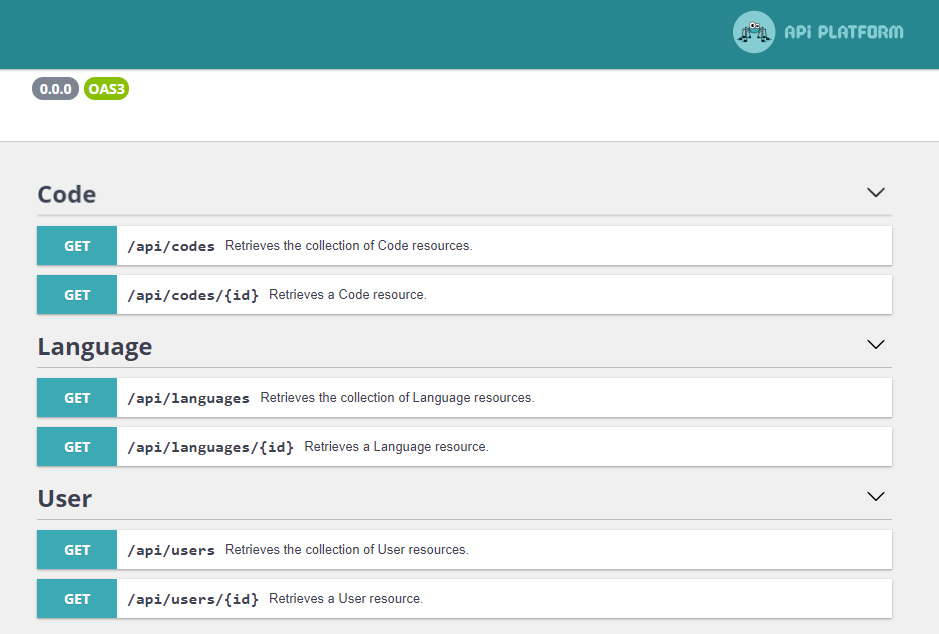 API PLATFORM
0.0.0 OAS3
Code
GET /api/codes Retrieves the collection of Code resources.
GET /api/codes/{id} Retrieves a Code resource.
Language
GET /api/languages Retrieves the collection of Language resources.
GET /api/languages/{id} Retrieves a Language resource.
User
GET /api/users Retrieves the collection of User resources.
GET /api/users/{id} Retrieves a User resource.